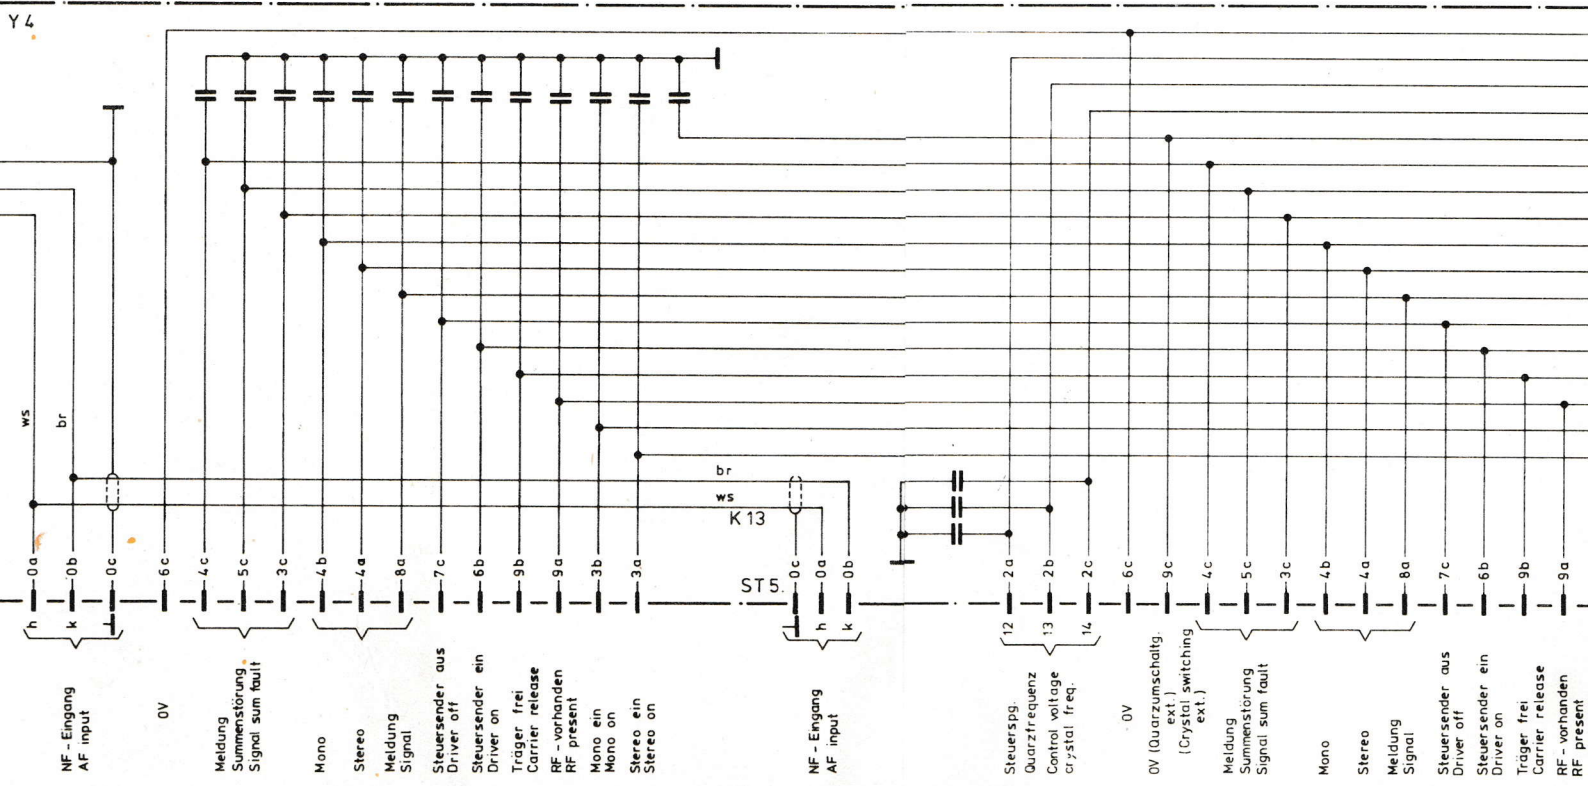 Y 4
ws
br
br
ws
K 13
0a
0b
0c
6c
4c
5c
3c
4b
4a
8a
7c
6b
9b
9a
3b
3a
ST 5.
0c
0a
0b
2a
2b
2c
6c
9c
4c
5c
3c
4b
4a
8a
7c
6b
9b
9a
h
k
h
k
12
13
14
NF - Eingang
AF input
0V
Meldung
Summenstörung
Signal sum fault
Mono
Stereo
Meldung
Signal
Steuersender aus
Driver off
Steuersender ein
Driver on
Träger frei
Carrier release
RF - vorhanden
RF present
Mono ein
Mono on
Stereo ein
Stereo on
NF - Eingang
AF input
Steuerspg.
Quarzfrequenz
Control voltage
crystal freq.
0V
0V (Quarzumschaltg.
ext.)
(Crystal switching
ext.)
Meldung
Summenstörung
Signal sum fault
Mono
Stereo
Meldung
Signal
Steuersender aus
Driver off
Steuersender ein
Driver on
Träger frei
Carrier release
RF - vorhanden
RF present